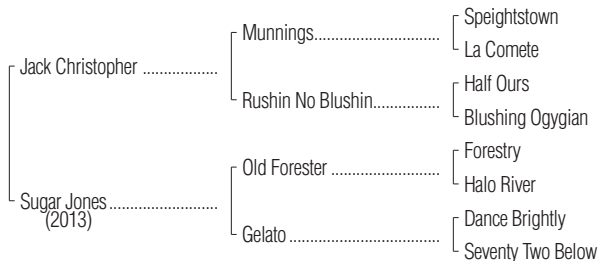 Speightstown
Munnings..................
La Comete
Jack Christopher ..................
Half Ours
Rushin No Blushin................
Blushing Ogygian
Forestry
Old Forester ..........................
Halo River
Sugar Jones ..........................
(2013)
Dance Brightly
Gelato ....................................
Seventy Two Below